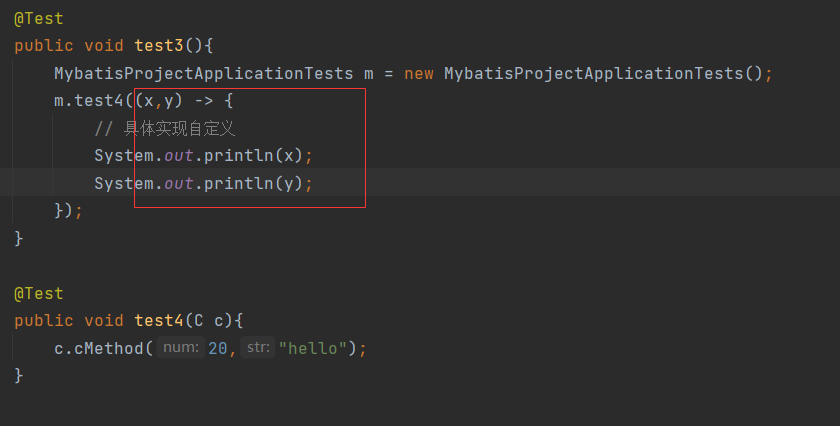 @Test
public void test3(){
MybatisProjectApplicationTests m = new MybatisProjectApplicationTests();
m.test4((x,y) -> {
// 具体实现自定义
System.out.println(x);
System.out.println(y);
});
}
@Test
public void test4(C c){
c.cMethod( num: 20, str: "hello");
}